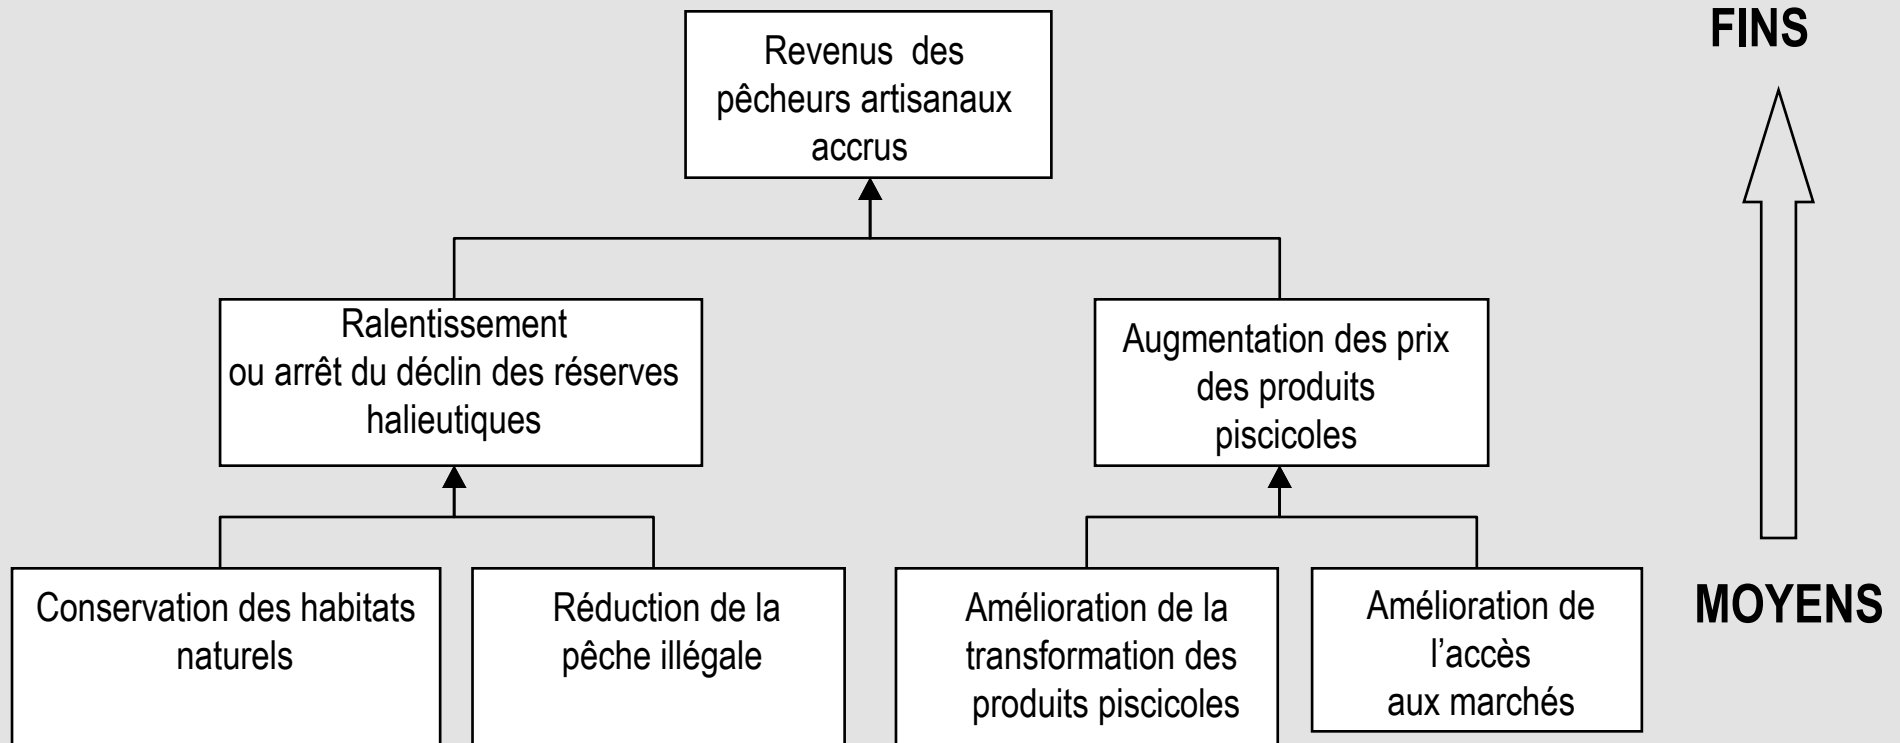 FINS
Revenus des
pêcheurs artisanaux
accrus
Ralentissement
ou arrêt du déclin des réserves
halieutiques
Augmentation des prix
des produits
piscicoles
Conservation des habitats
naturels
Réduction de la
pêche illégale
Amélioration de la
transformation des
produits piscicoles
Amélioration de
l’accès
aux marchés
MOYENS